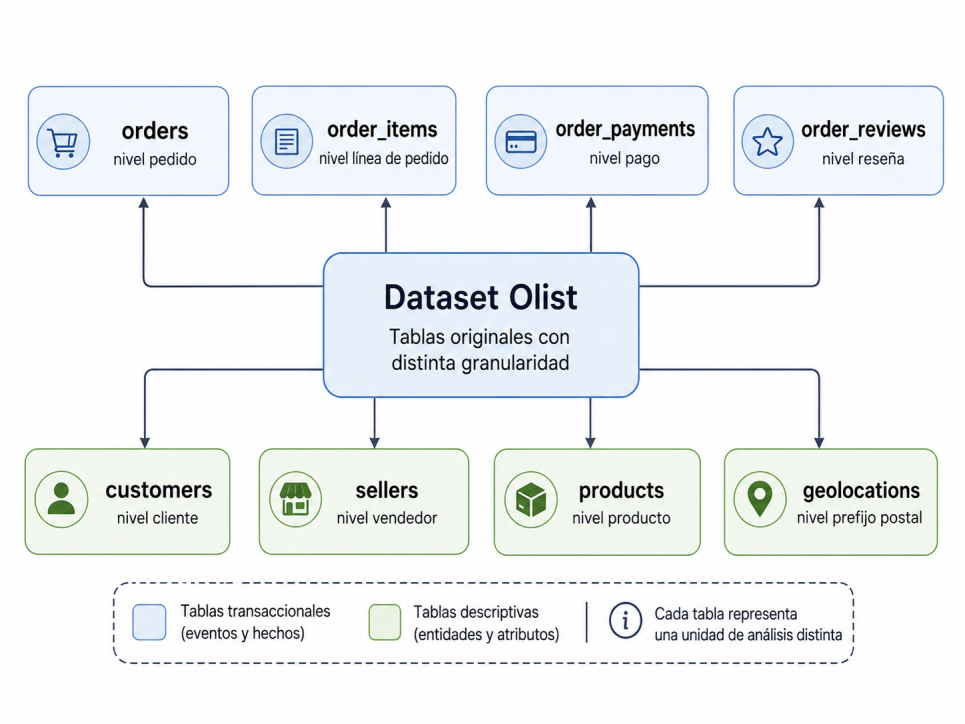 orders
nivel pedido
order_items
nivel línea de pedido
order_payments
nivel pago
order_reviews
nivel reseña
Dataset Olist
Tablas originales con
distinta granularidad
customers
nivel cliente
sellers
nivel vendedor
products
nivel producto
geolocations
nivel prefijo postal
Tablas transaccionales
(eventos y hechos)
Tablas descriptivas
(entidades y atributos)
i
Cada tabla representa
una unidad de análisis distinta